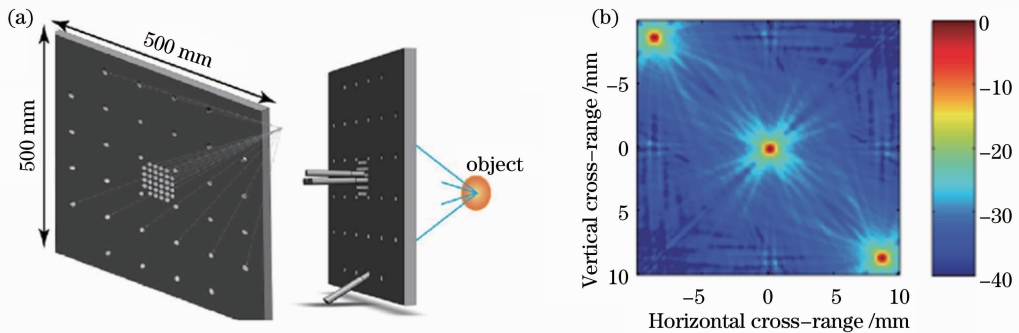 (a)
500 mm
500 mm
object
(b)
Vertical cross-range /mm
-5
0
5
10
-5
0
5
10
Horizontal cross-range /mm
0
-10
-20
-30
-40